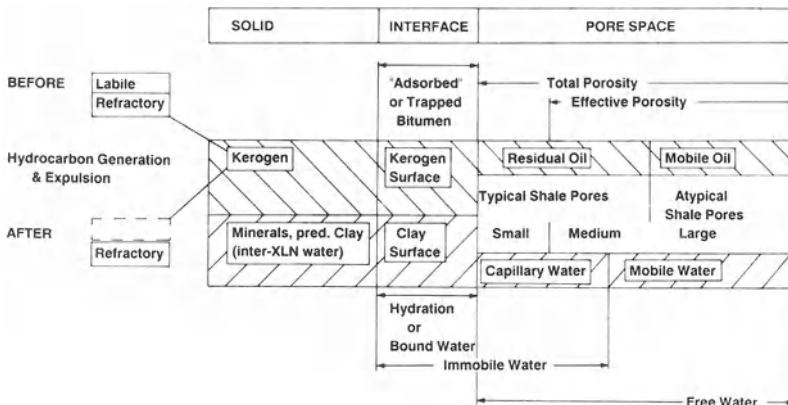 SOLID
INTERFACE
PORE SPACE
BEFORE
Labile
Refractory
"Adsorbed"
or Trapped
Bitumen
Total Porosity
Effective Porosity
Hydrocarbon Generation
& Expulsion
Kerogen
Kerogen
Surface
Residual Oil
Mobile Oil
Typical Shale Pores
Atypical
Shale Pores
Small
Medium
Large
AFTER
Refractory
Minerals, pred. Clay
(inter-XLN water)
Clay
Surface
Capillary Water
Mobile Water
Hydration
or
Bound Water
Immobile Water
Free Water